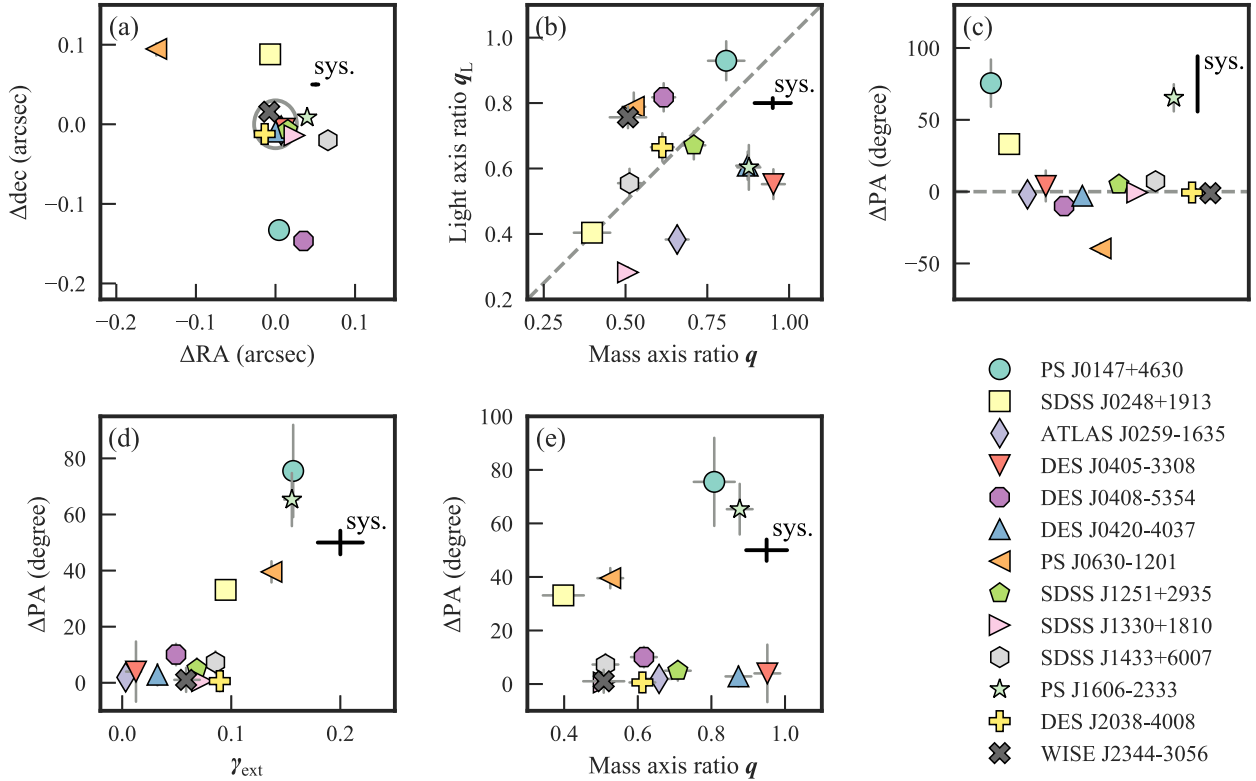 (a)
sys.
0.1
0.0
−0.1
−0.2
Δdec (arcsec)
−0.2 −0.1 0.0 0.1
ΔRA (arcsec)
(b)
sys.
1.0
0.8
0.6
0.4
0.2
Light axis ratio qL
0.25 0.50 0.75 1.00
Mass axis ratio q
(c)
sys.
100
50
0
−50
ΔPA (degree)
(d)
sys.
80
60
40
20
0
ΔPA (degree)
0.0 0.1 0.2
γext
(e)
sys.
100
80
60
40
20
0
ΔPA (degree)
0.4 0.6 0.8 1.0
Mass axis ratio q
PS J0147+4630
SDSS J0248+1913
ATLAS J0259-1635
DES J0405-3308
DES J0408-5354
DES J0420-4037
PS J0630-1201
SDSS J1251+2935
SDSS J1330+1810
SDSS J1433+6007
PS J1606-2333
DES J2038-4008
WISE J2344-3056